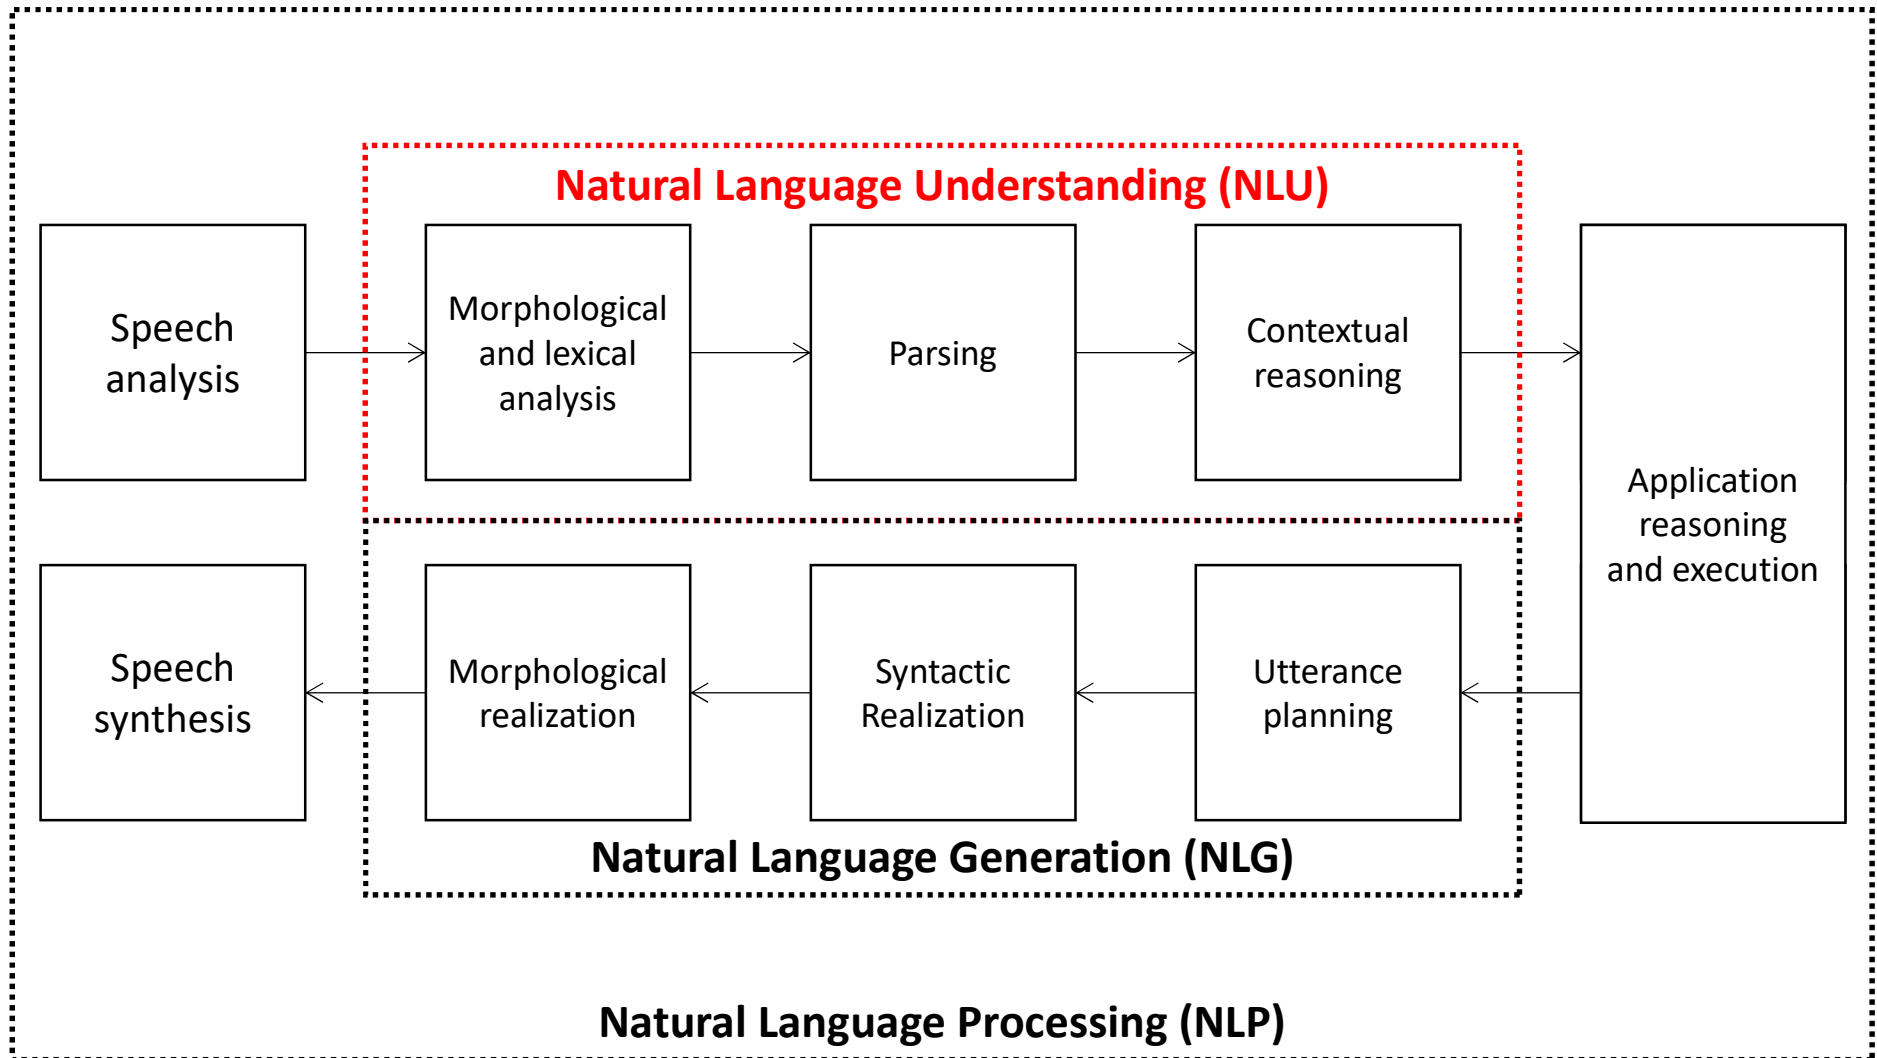 Natural Language Understanding (NLU)
Speech
analysis
Morphological
and lexical
analysis
Parsing
Contextual
reasoning
Application
reasoning
and execution
Speech
synthesis
Morphological
realization
Syntactic
Realization
Utterance
planning
Natural Language Generation (NLG)
Natural Language Processing (NLP)